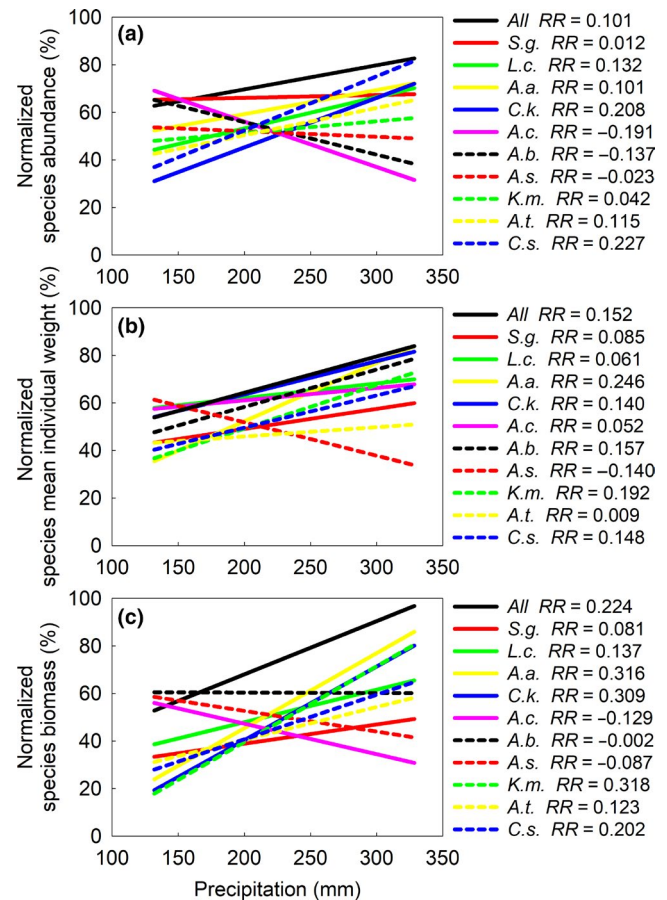 (a)
Normalized
species abundance (%)
100
80
60
40
20
0
100 150 200 250 300 350
All RR = 0.101
S.g. RR = 0.012
L.c. RR = 0.132
A.a. RR = 0.101
C.k. RR = 0.208
A.c. RR = −0.191
A.b. RR = −0.137
A.s. RR = −0.023
K.m. RR = 0.042
A.t. RR = 0.115
C.s. RR = 0.227
(b)
Normalized
species mean individual weight (%)
100
80
60
40
20
0
100 150 200 250 300 350
All RR = 0.152
S.g. RR = 0.085
L.c. RR = 0.061
A.a. RR = 0.246
C.k. RR = 0.140
A.c. RR = 0.052
A.b. RR = 0.157
A.s. RR = −0.140
K.m. RR = 0.192
A.t. RR = 0.009
C.s. RR = 0.148
(c)
Normalized
species biomass (%)
100
80
60
40
20
0
100 150 200 250 300 350
Precipitation (mm)
All RR = 0.224
S.g. RR = 0.081
L.c. RR = 0.137
A.a. RR = 0.316
C.k. RR = 0.309
A.c. RR = −0.129
A.b. RR = −0.002
A.s. RR = −0.087
K.m. RR = 0.318
A.t. RR = 0.123
C.s. RR = 0.202